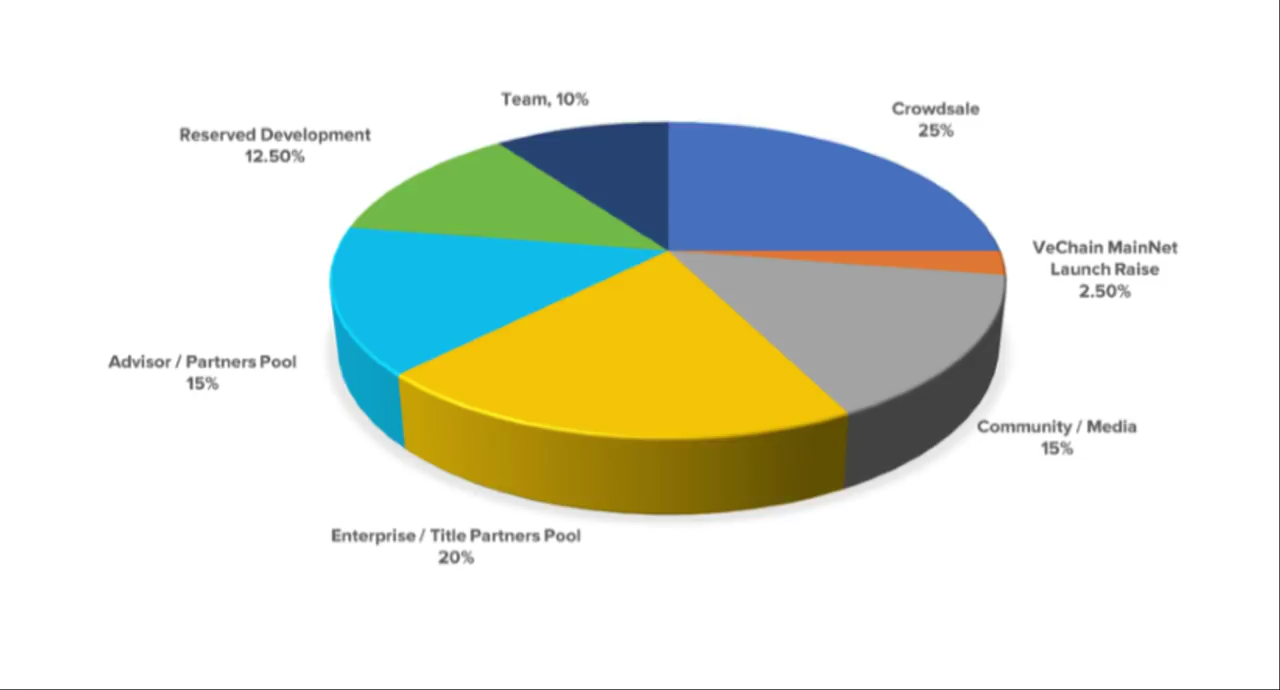 Team, 10%
Crowdsale
25%
Reserved Development
12.50%
VeChain MainNet
Launch Raise
2.50%
Advisor / Partners Pool
15%
Community / Media
15%
Enterprise / Title Partners Pool
20%